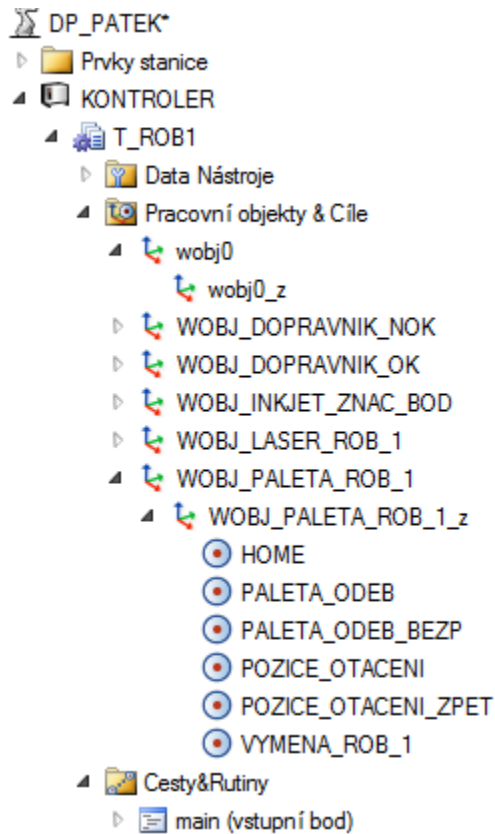 DP_PATEK*
Prvky stanice
KONTROLER
T_ROB1
Data Nástroje
Pracovní objekty & Cíle
wobj0
wobj0_z
WOBJ_DOPRAVNIK_NOK
WOBJ_DOPRAVNIK_OK
WOBJ_INKJET_ZNAC_BOD
WOBJ_LASER_ROB_1
WOBJ_PALETA_ROB_1
WOBJ_PALETA_ROB_1_z
HOME
PALETA_ODEB
PALETA_ODEB_BEZP
POZICE_OTACENI
POZICE_OTACENI_ZPET
VYMENA_ROB_1
Cesty&Rutiny
main (vstupní bod)